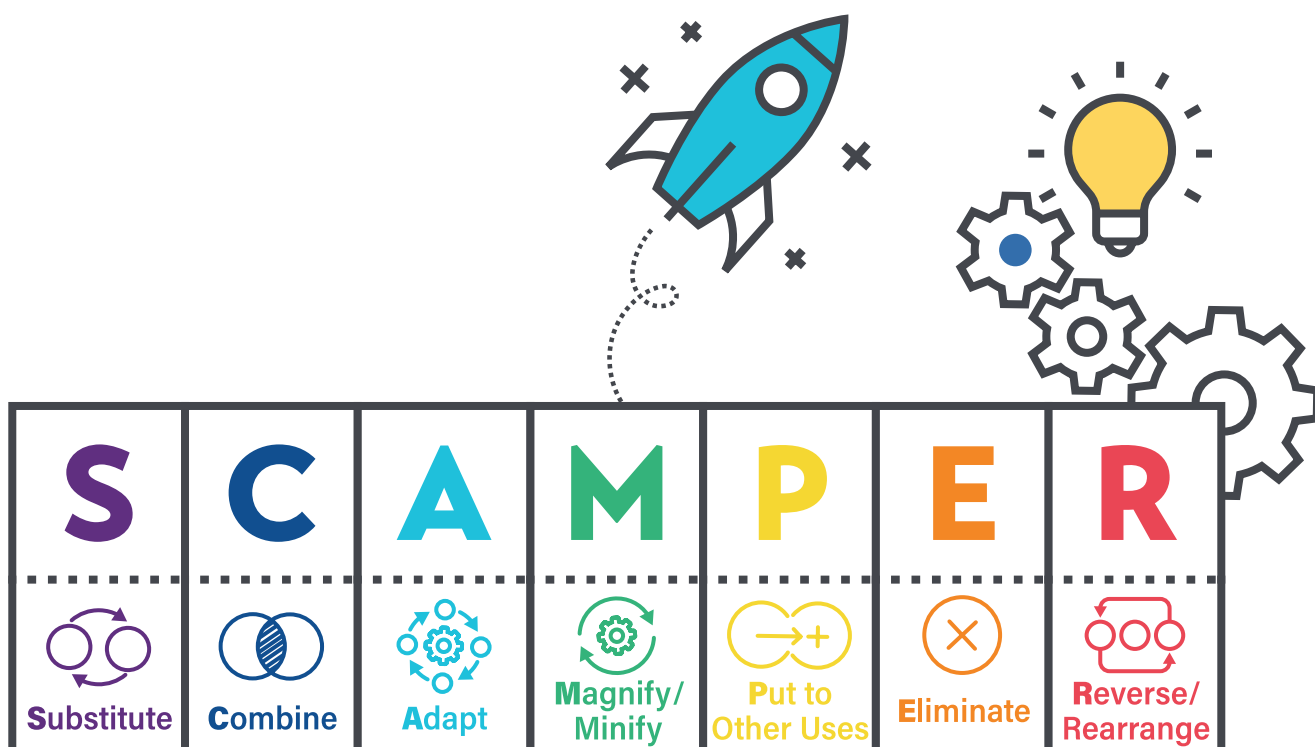 S C A M P E R
Substitute
Combine
Adapt
Magnify/
Minify
Put to
Other Uses
Eliminate
Reverse/
Rearrange